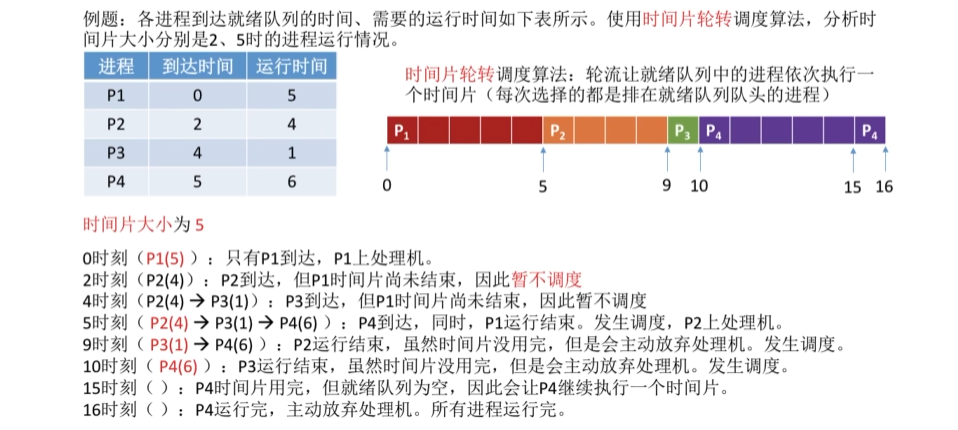 例题：各进程到达就绪队列的时间、需要的运行时间如下表所示。使用时间片轮转调度算法，分析时
间片大小分别是2、5时的进程运行情况。
进程 到达时间 运行时间
P1 0 5
P2 2 4
P3 4 1
P4 5 6
时间片轮转调度算法：轮流让就绪队列中的进程依次执行一
个时间片（每次选择的都是排在就绪队列队头的进程）
P₁ P₂ P₃ P₄ P₄
0 5 9 10 15 16
时间片大小为 5
0时刻（P1(5)）：只有P1到达，P1上处理机。
2时刻（P2(4)）：P2到达，但P1时间片尚未结束，因此暂不调度
4时刻（P2(4) → P3(1)）：P3到达，但P1时间片尚未结束，因此暂不调度
5时刻（ P2(4) → P3(1) → P4(6) ）：P4到达，同时，P1运行结束。发生调度，P2上处理机。
9时刻（ P3(1) → P4(6) ）：P2运行结束，虽然时间片没用完，但是会主动放弃处理机。发生调度。
10时刻（ P4(6) ）：P3运行结束，虽然时间片没用完，但是会主动放弃处理机。发生调度。
15时刻（ ）：P4时间片用完，但就绪队列为空，因此会让P4继续执行一个时间片。
16时刻（ ）：P4运行完，主动放弃处理机。所有进程运行完。